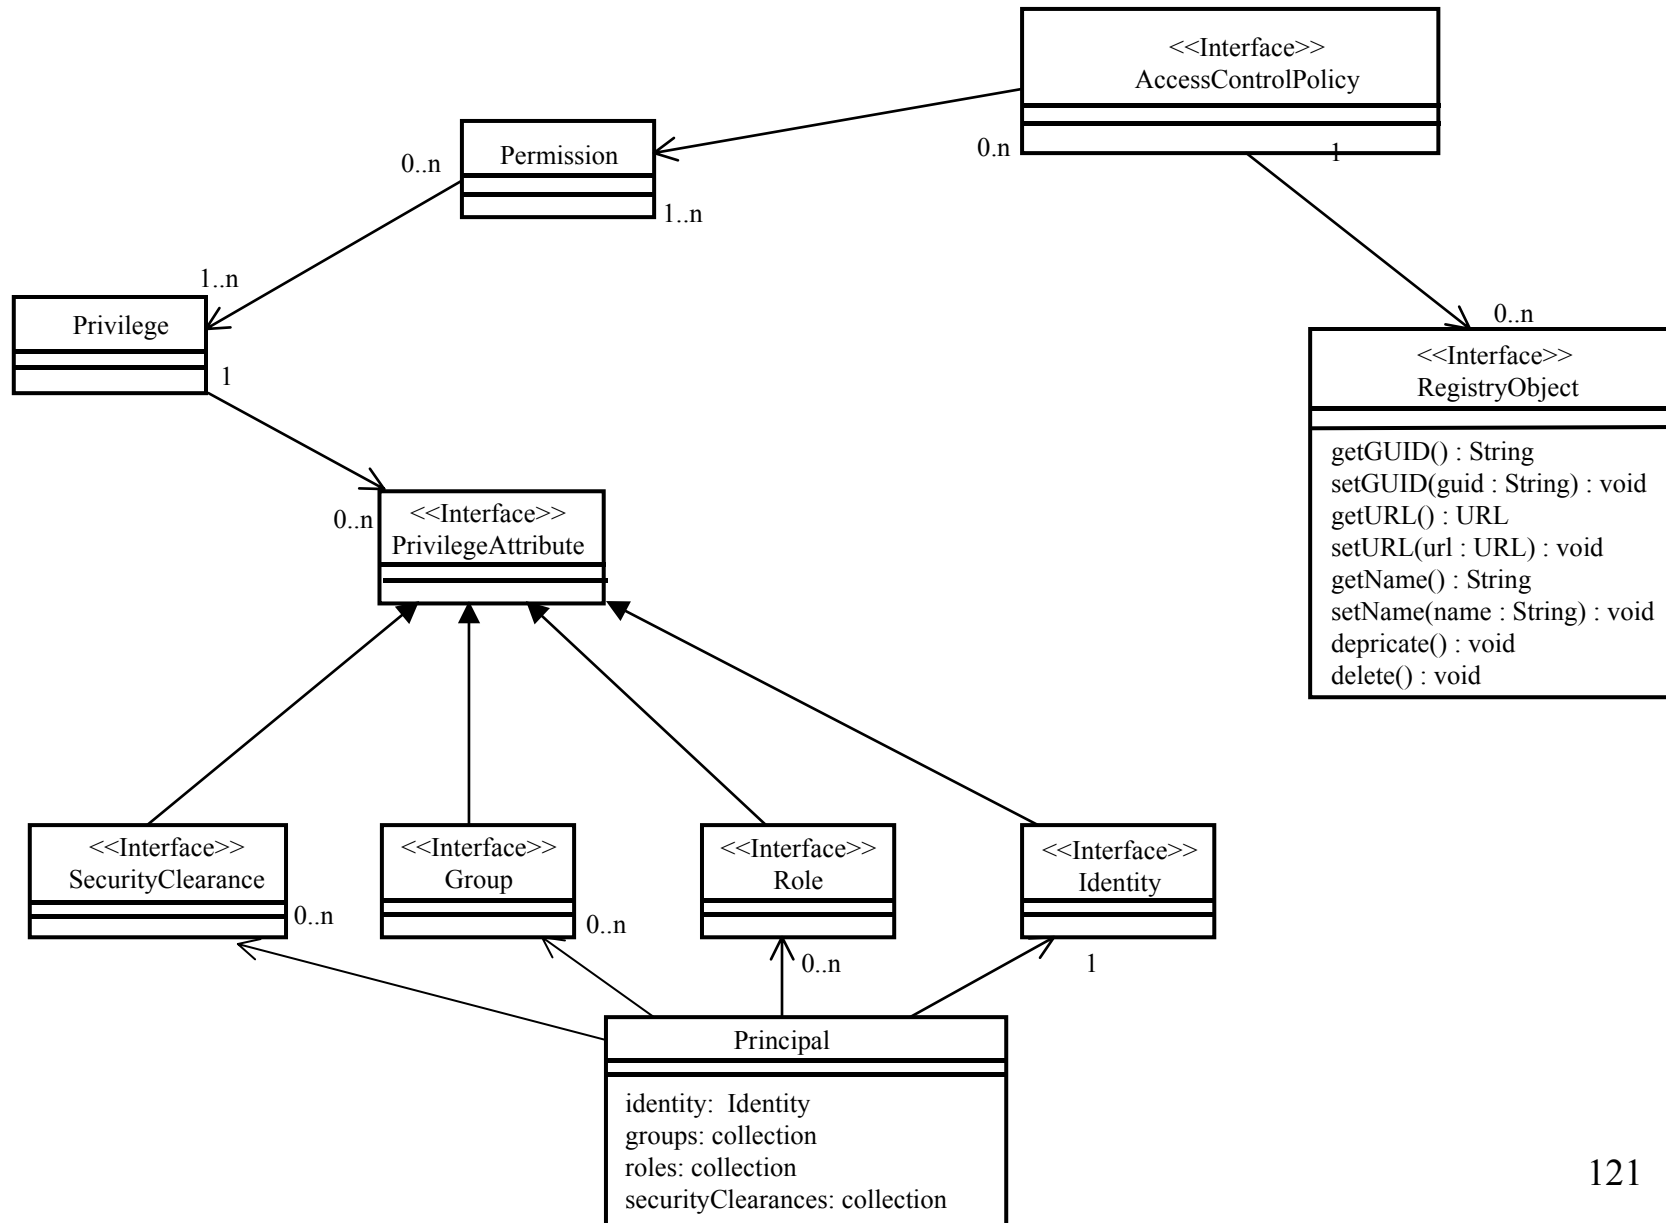 <<Interface>>
AccessControlPolicy
0.n
1
Permission
0..n
1..n
1..n
Privilege
1
0..n
<<Interface>>
RegistryObject
getGUID() : String
setGUID(guid : String) : void
getURL() : URL
setURL(url : URL) : void
getName() : String
setName(name : String) : void
depricate() : void
delete() : void
0..n
<<Interface>>
PrivilegeAttribute
<<Interface>>
SecurityClearance
0..n
<<Interface>>
Group
0..n
<<Interface>>
Role
0..n
<<Interface>>
Identity
1
Principal
identity:  Identity
groups: collection
roles: collection
securityClearances: collection
121